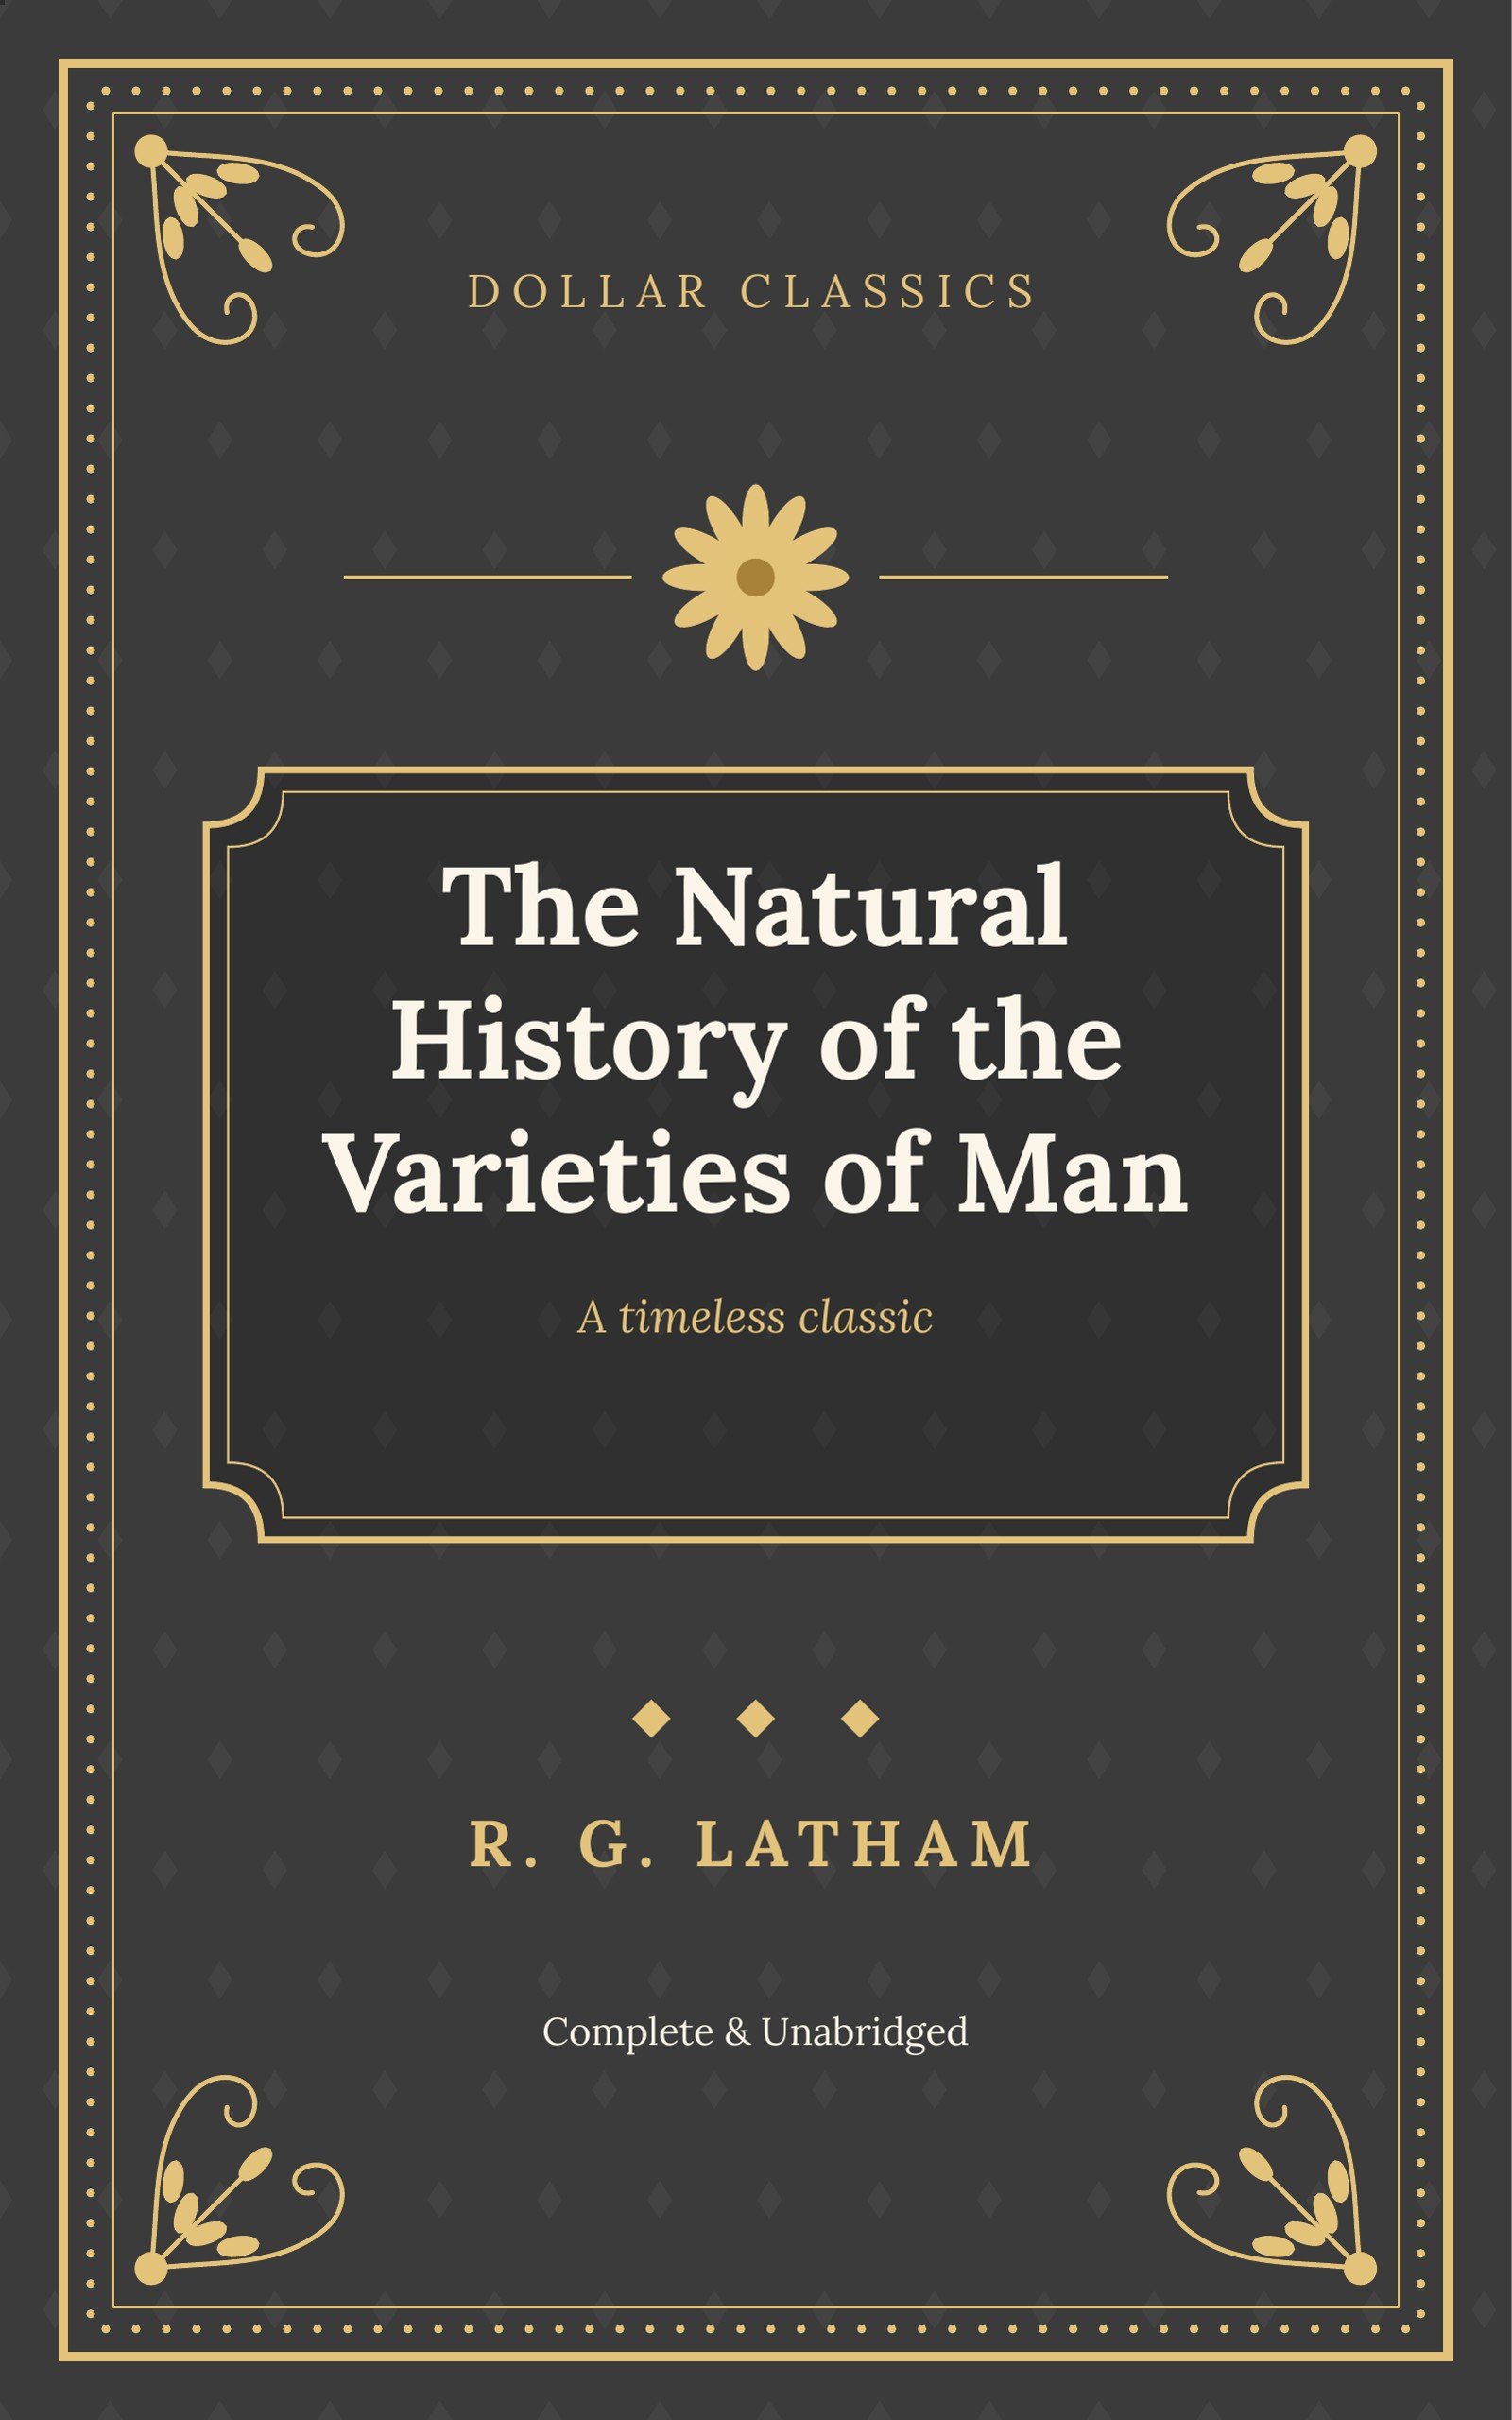 DOLLAR CLASSICS
The Natural
History of the
Varieties of Man
A timeless classic
R. G. LATHAM
Complete & Unabridged